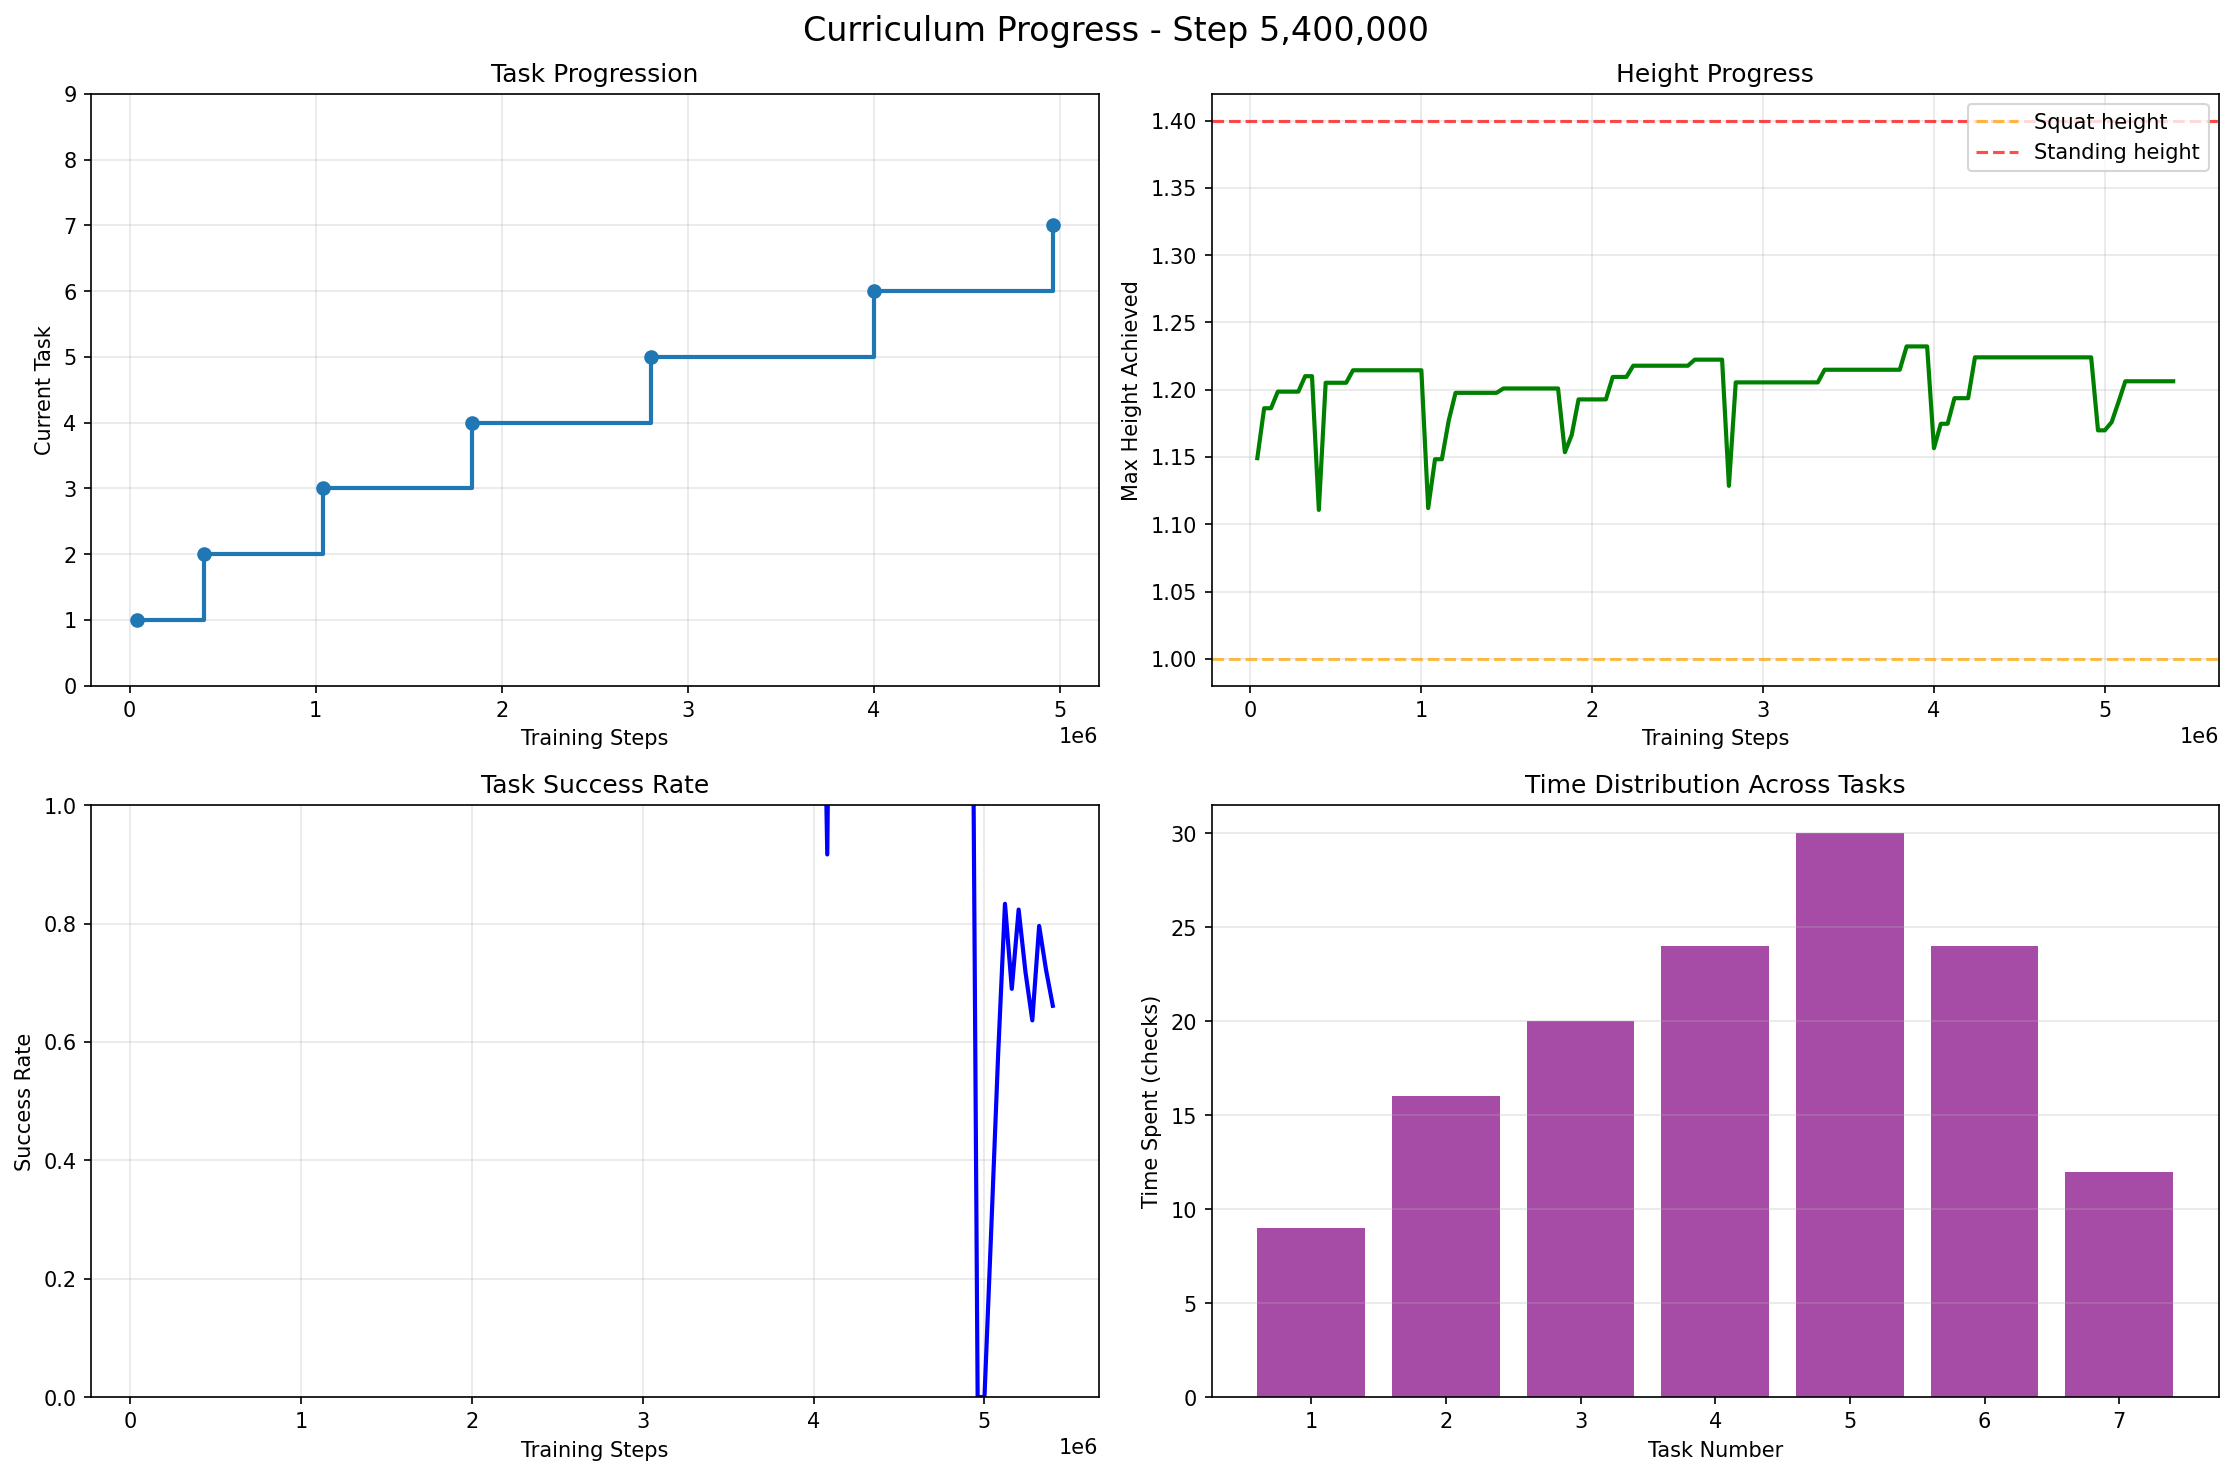 Curriculum Progress - Step 5,400,000
Task Progression
9
8
7
6
5
4
3
2
1
0
Current Task
0 1 2 3 4 5
1e6
Training Steps
Height Progress
1.40
1.35
1.30
1.25
1.20
1.15
1.10
1.05
1.00
Max Height Achieved
Squat height
Standing height
0 1 2 3 4 5
1e6
Training Steps
Task Success Rate
1.0
0.8
0.6
0.4
0.2
0.0
Success Rate
0 1 2 3 4 5
1e6
Training Steps
Time Distribution Across Tasks
30
25
20
15
10
5
0
Time Spent (checks)
1 2 3 4 5 6 7
Task Number